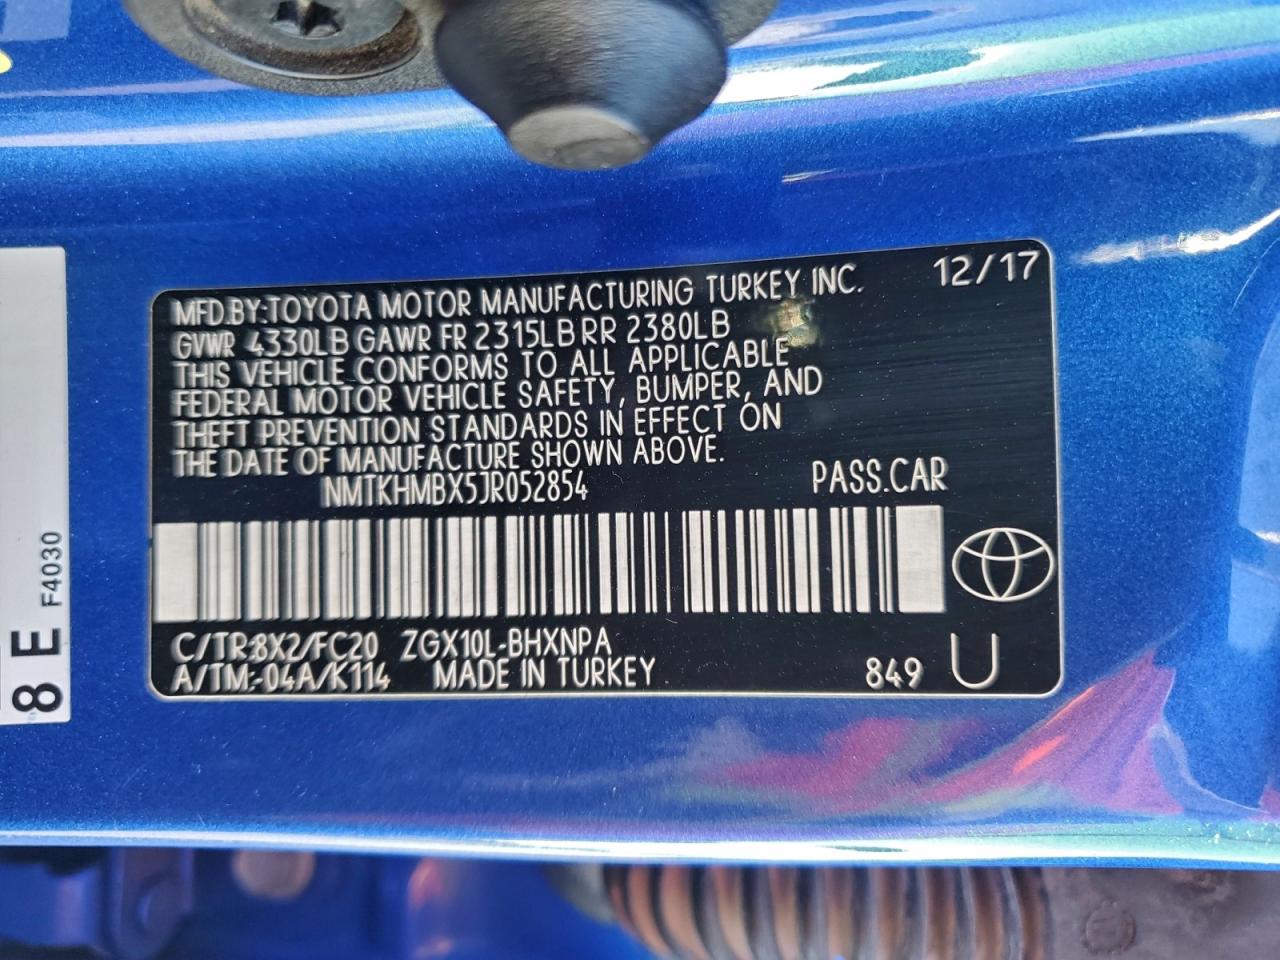 MFD.BY:TOYOTA MOTOR MANUFACTURING TURKEY INC. 12/17
GVWR 4330LB GAWR FR 2315LB RR 2380LB
THIS VEHICLE CONFORMS TO ALL APPLICABLE
FEDERAL MOTOR VEHICLE SAFETY, BUMPER, AND
THEFT PREVENTION STANDARDS IN EFFECT ON
THE DATE OF MANUFACTURE SHOWN ABOVE.
NMTKHMBX5JR052854 PASS.CAR
C/TR:8X2/FC20 ZGX10L-BHXNPA
A/TM:-04A/K114 MADE IN TURKEY 849 U
8 E F4030